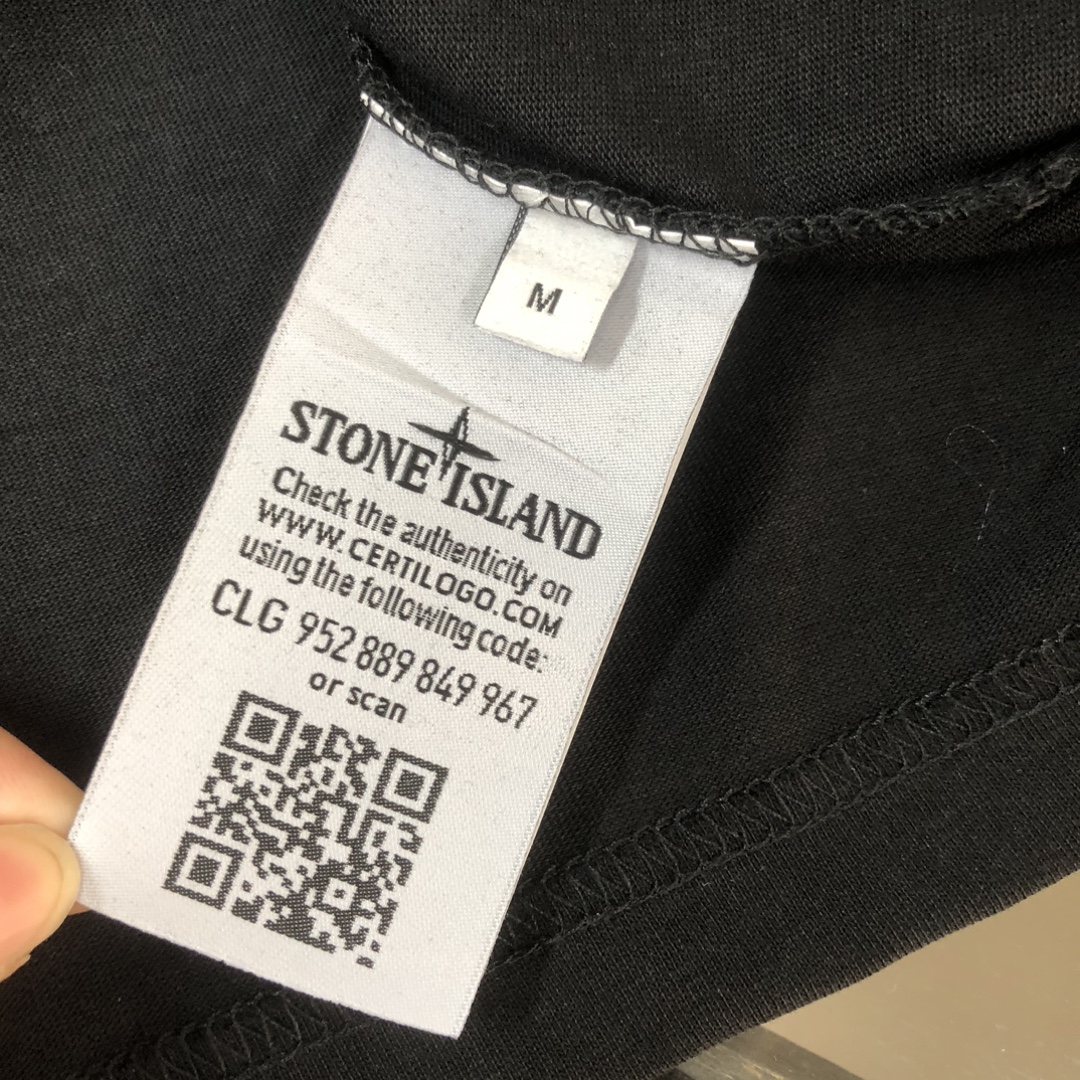 M
STONE ISLAND
Check the authenticity on
WWW.CERTILOGO.COM
using the following code:
CLG 952 889 849 967
or scan